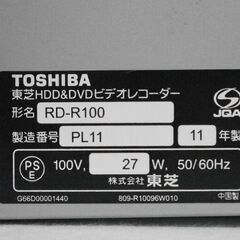 TOSHIBA
東芝HDD&DVDビデオレコーダー
形名 RD-R100
JQA
製造番号 PL11 11 年製
PS E 100V, 27 W, 50/60Hz
株式会社 東芝
G66D00001440 809-R10096W010 中国製